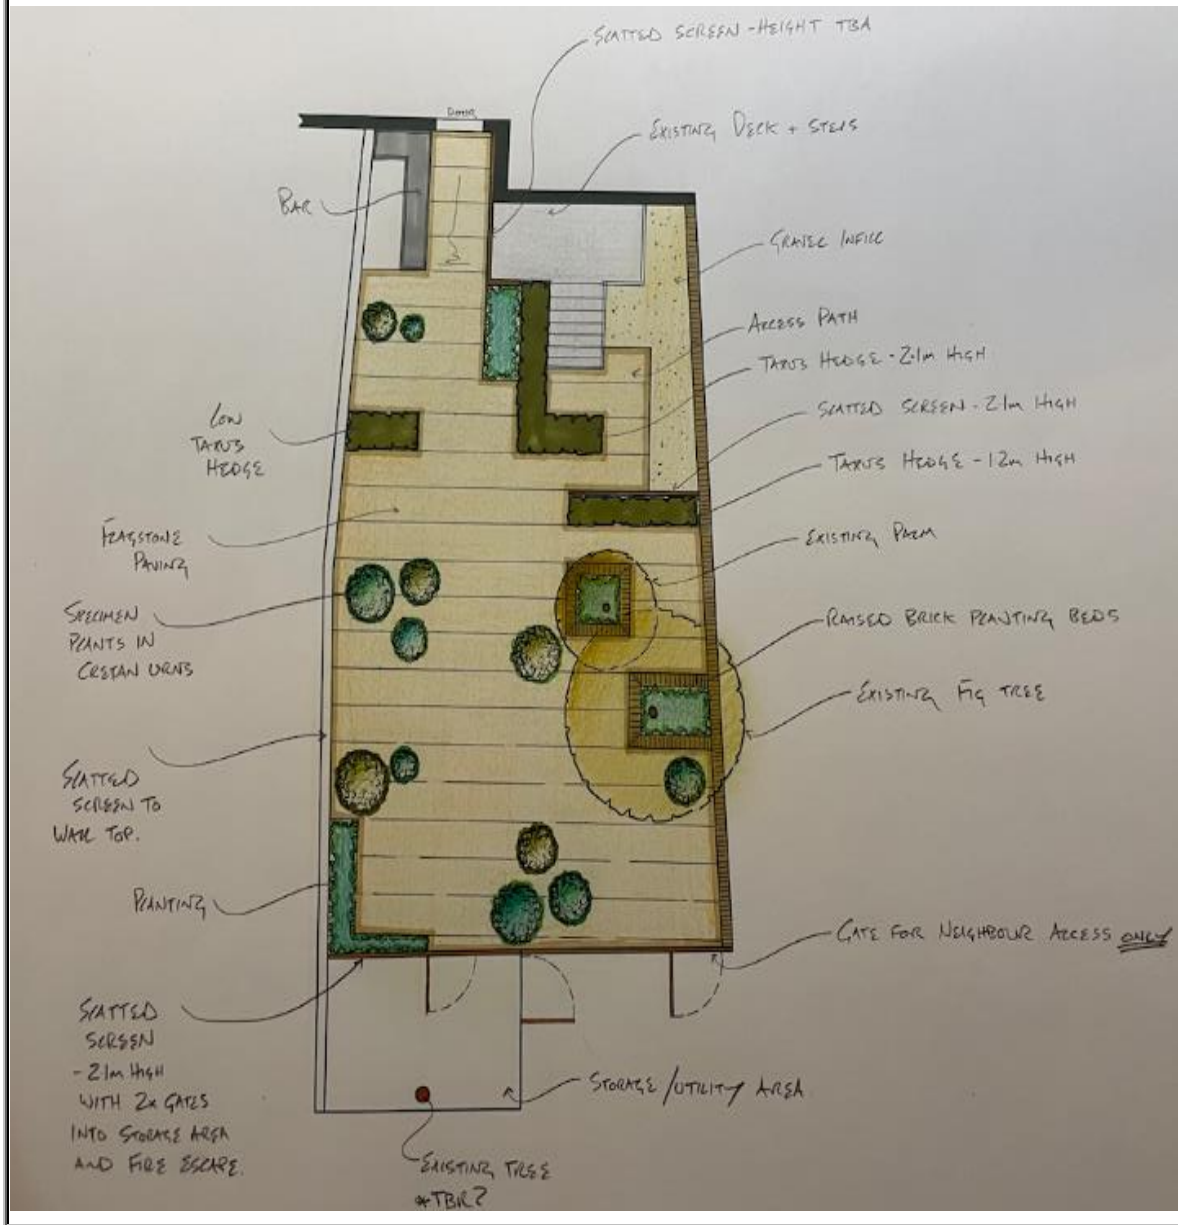 SLATTED SCREEN - HEIGHT TBA
DOOR
EXISTING DECK + STEPS
BAR
GRAVEL INFILL
ACCESS PATH
TAXUS HEDGE - 2.1m HIGH
SLATTED SCREEN - 2.1m HIGH
LOW
TAXUS
HEDGE
TAXUS HEDGE - 1.2m HIGH
FLAGSTONE
PAVING
EXISTING PALM
SPECIMEN
PLANTS IN
CRETAN URNS
RAISED BRICK PLANTING BEDS
EXISTING FIG TREE
SLATTED
SCREEN TO
WALL TOP.
PLANTING
GATE FOR NEIGHBOUR ACCESS ONLY
SLATTED
SCREEN
- 2.1m HIGH
WITH 2x GATES
INTO STORAGE AREA
AND FIRE ESCAPE.
STORAGE / UTILITY AREA
EXISTING TREE
*TBR?